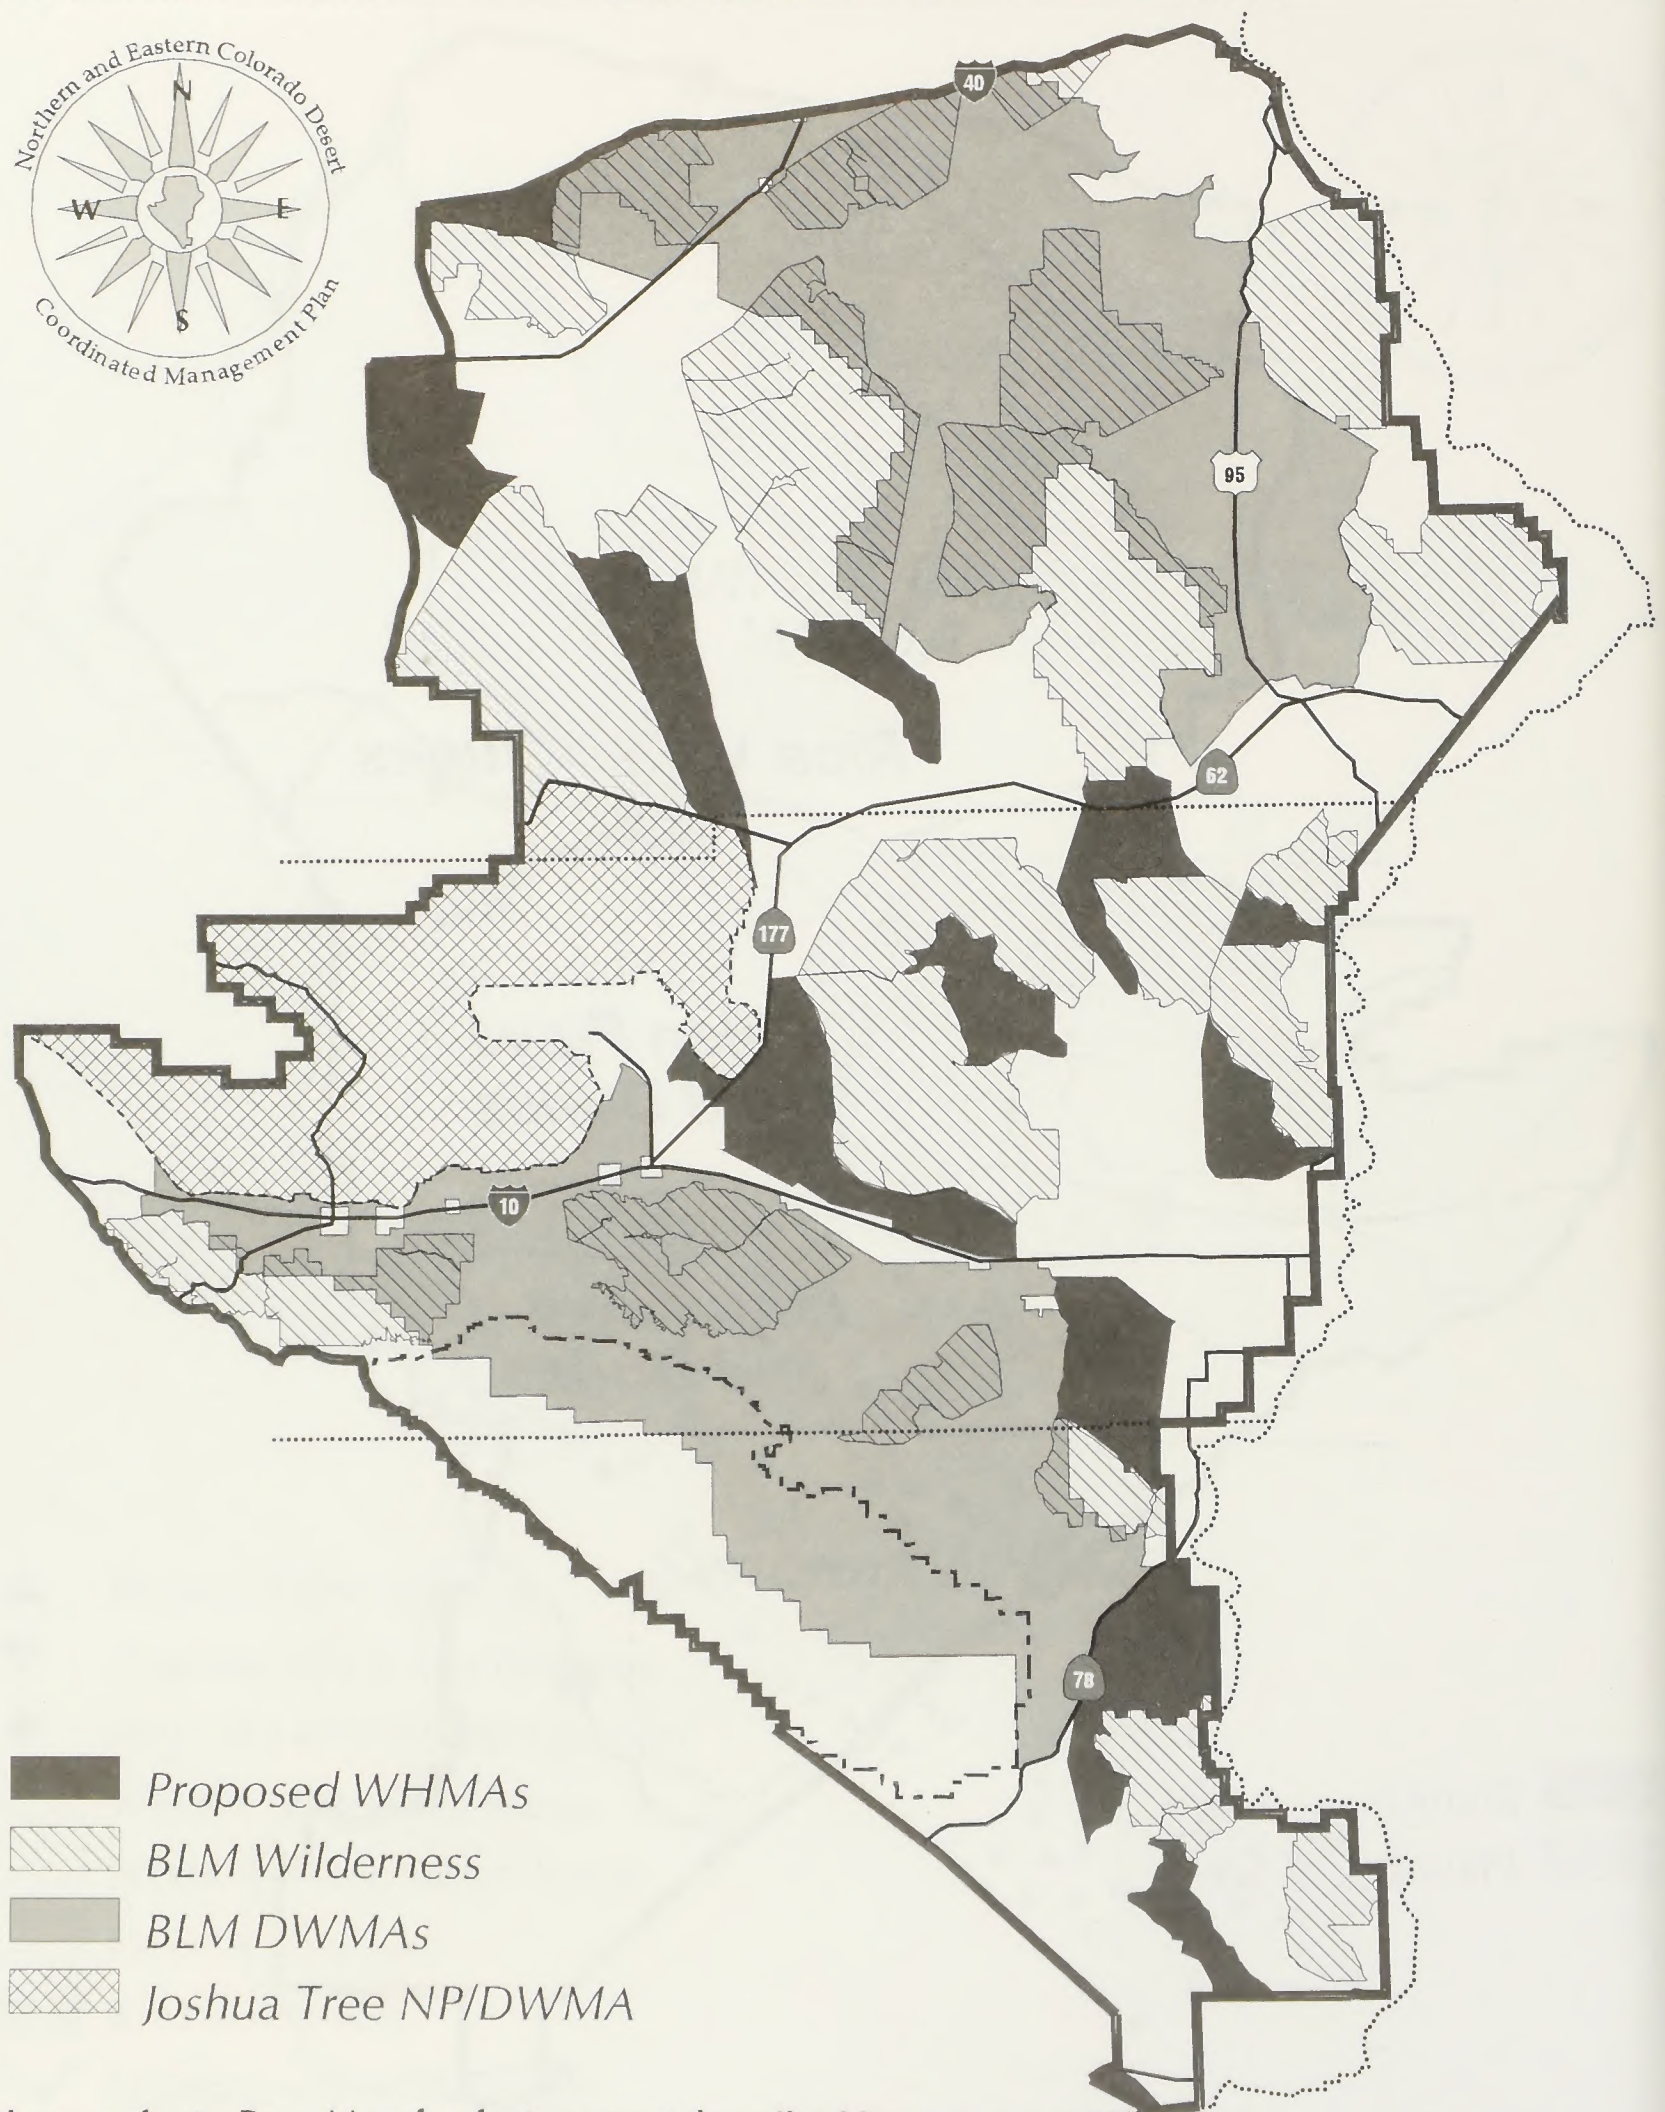 Northern and Eastern Colorado Desert
N
W
E
S
Coordinated Management Plan
40
95
62
177
10
78
Proposed WHMAs
BLM Wilderness
BLM DWMAs
Joshua Tree NP/DWMA